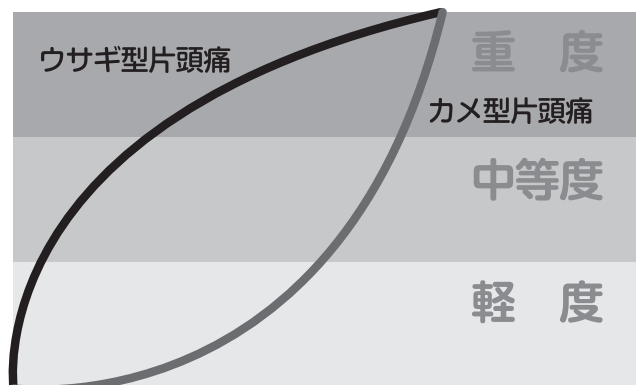 ウサギ型片頭痛
重　度
カメ型片頭痛
中等度
軽　度